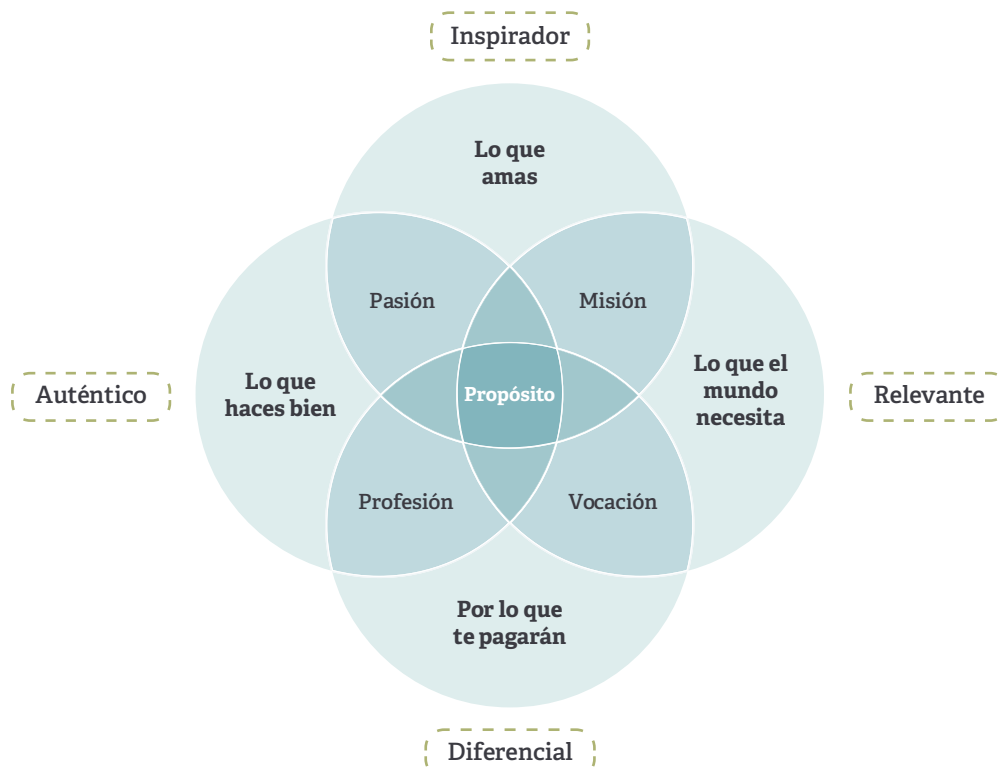 Inspirador
Lo que
amas
Pasión
Misión
Auténtico
Lo que
haces bien
Propósito
Lo que el
mundo
necesita
Relevante
Profesión
Vocación
Por lo que
te pagarán
Diferencial